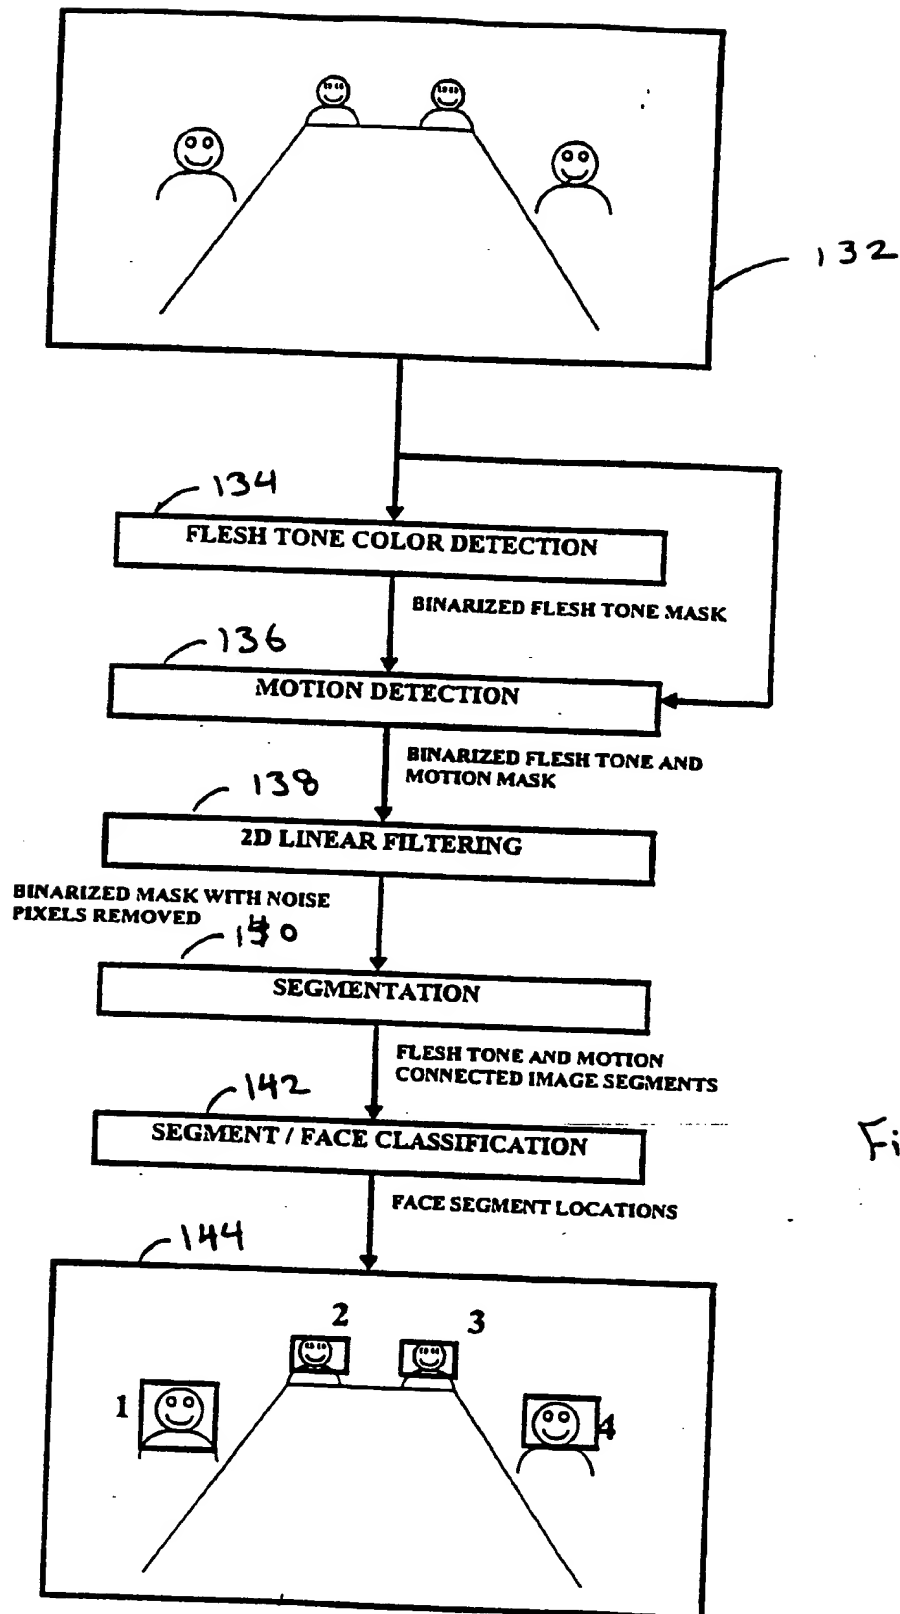 132
134
FLESH TONE COLOR DETECTION
BINARIZED FLESH TONE MASK
136
MOTION DETECTION
BINARIZED FLESH TONE AND
MOTION MASK
138
2D LINEAR FILTERING
BINARIZED MASK WITH NOISE
PIXELS REMOVED
140
SEGMENTATION
FLESH TONE AND MOTION
CONNECTED IMAGE SEGMENTS
142
SEGMENT / FACE CLASSIFICATION
Fi
FACE SEGMENT LOCATIONS
144
2
3
1
4